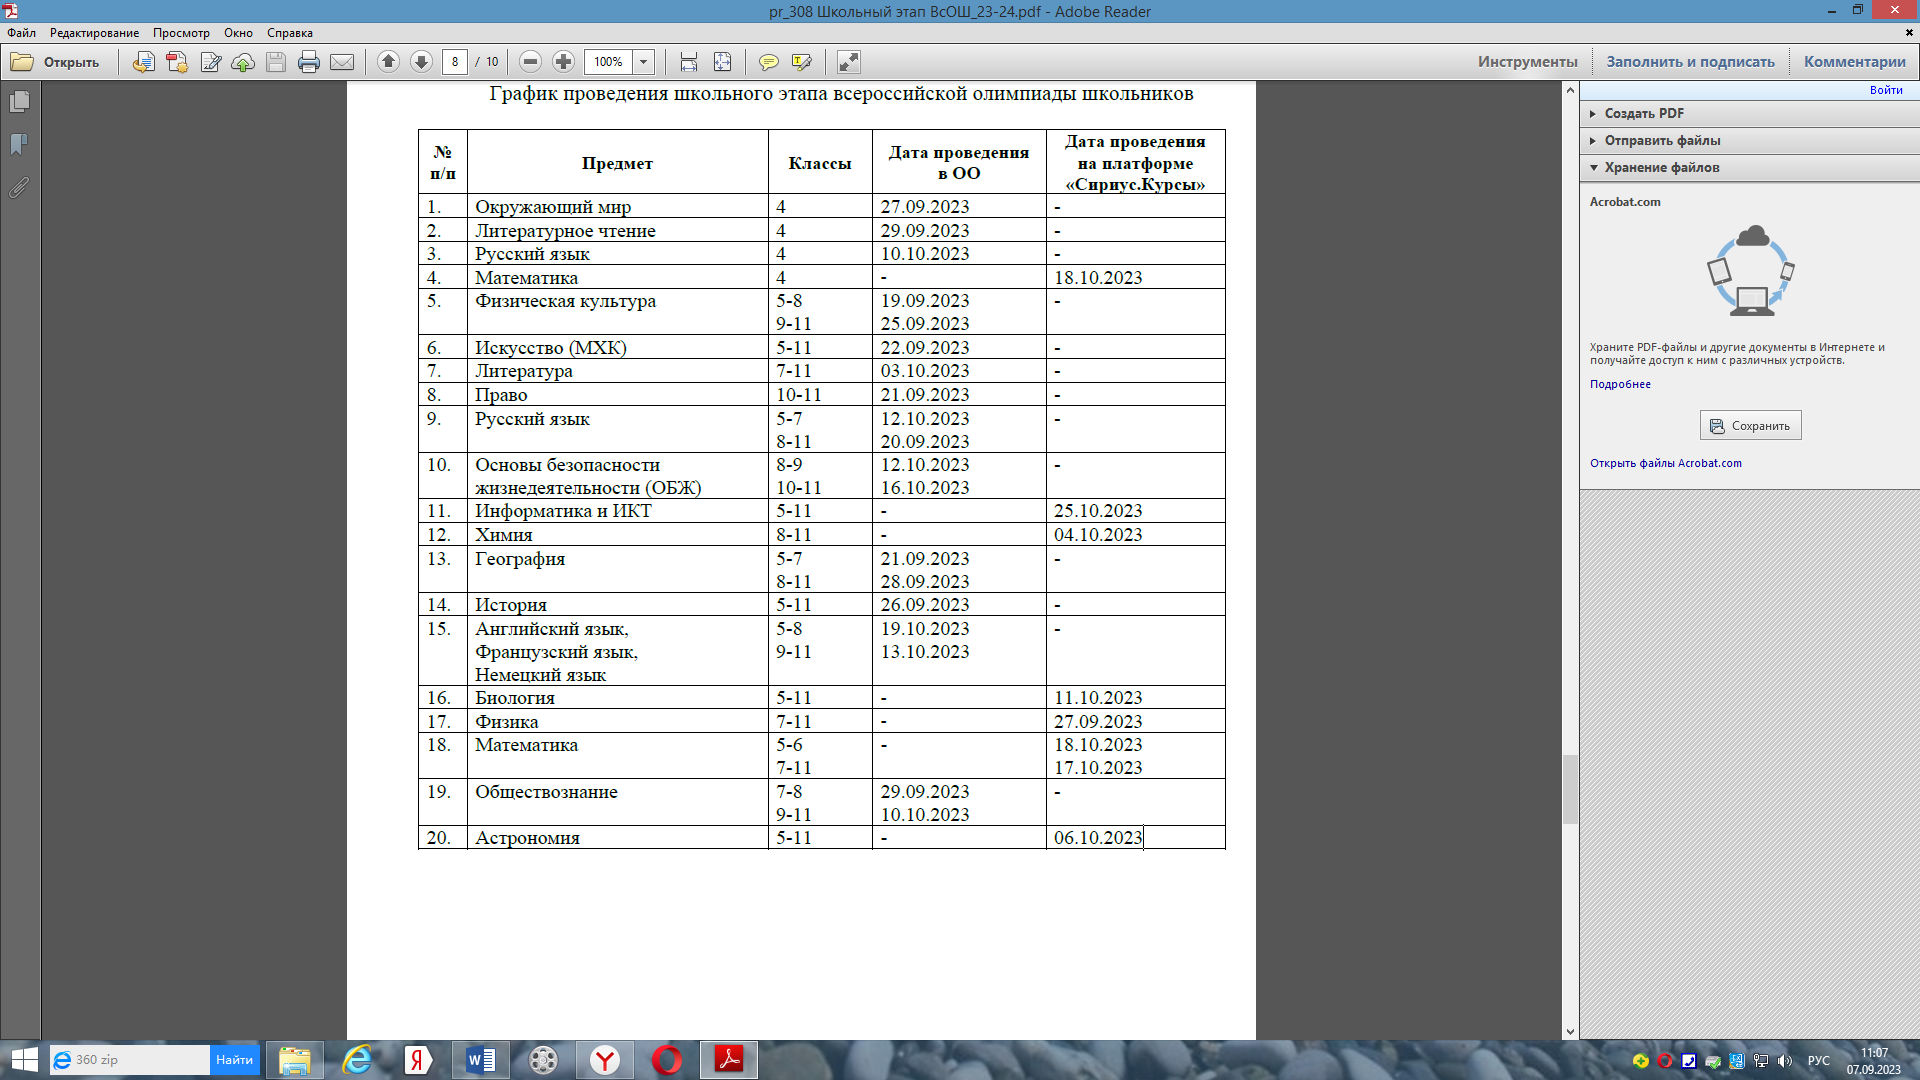 pr_308 Школьный этап ВсОШ_23-24.pdf - Adobe Reader
Файл Редактирование Просмотр Окно Справка
Открыть 8 / 10 100% Инструменты Заполнить и подписать Комментарии
Войти
Создать PDF
Отправить файлы
Хранение файлов
Acrobat.com
Храните PDF-файлы и другие документы в Интернете и
получайте доступ к ним с различных устройств.
Подробнее
Сохранить
Открыть файлы Acrobat.com
График проведения школьного этапа всероссийской олимпиады школьников
№ п/п Предмет Классы Дата проведения в ОО Дата проведения на платформе «Сириус.Курсы»
1. Окружающий мир 4 27.09.2023 -
2. Литературное чтение 4 29.09.2023 -
3. Русский язык 4 10.10.2023 -
4. Математика 4 - 18.10.2023
5. Физическая культура 5-8 19.09.2023 -
9-11 25.09.2023
6. Искусство (МХК) 5-11 22.09.2023 -
7. Литература 7-11 03.10.2023 -
8. Право 10-11 21.09.2023 -
9. Русский язык 5-7 12.10.2023 -
8-11 20.09.2023
10. Основы безопасности 8-9 12.10.2023 -
жизнедеятельности (ОБЖ) 10-11 16.10.2023
11. Информатика и ИКТ 5-11 - 25.10.2023
12. Химия 8-11 - 04.10.2023
13. География 5-7 21.09.2023 -
8-11 28.09.2023
14. История 5-11 26.09.2023 -
15. Английский язык, 5-8 19.10.2023 -
Французский язык, 9-11 13.10.2023
Немецкий язык
16. Биология 5-11 - 11.10.2023
17. Физика 7-11 - 27.09.2023
18. Математика 5-6 - 18.10.2023
7-11 17.10.2023
19. Обществознание 7-8 29.09.2023 -
9-11 10.10.2023
20. Астрономия 5-11 - 06.10.2023
360 zip Найти
РУС 11:07
07.09.2023